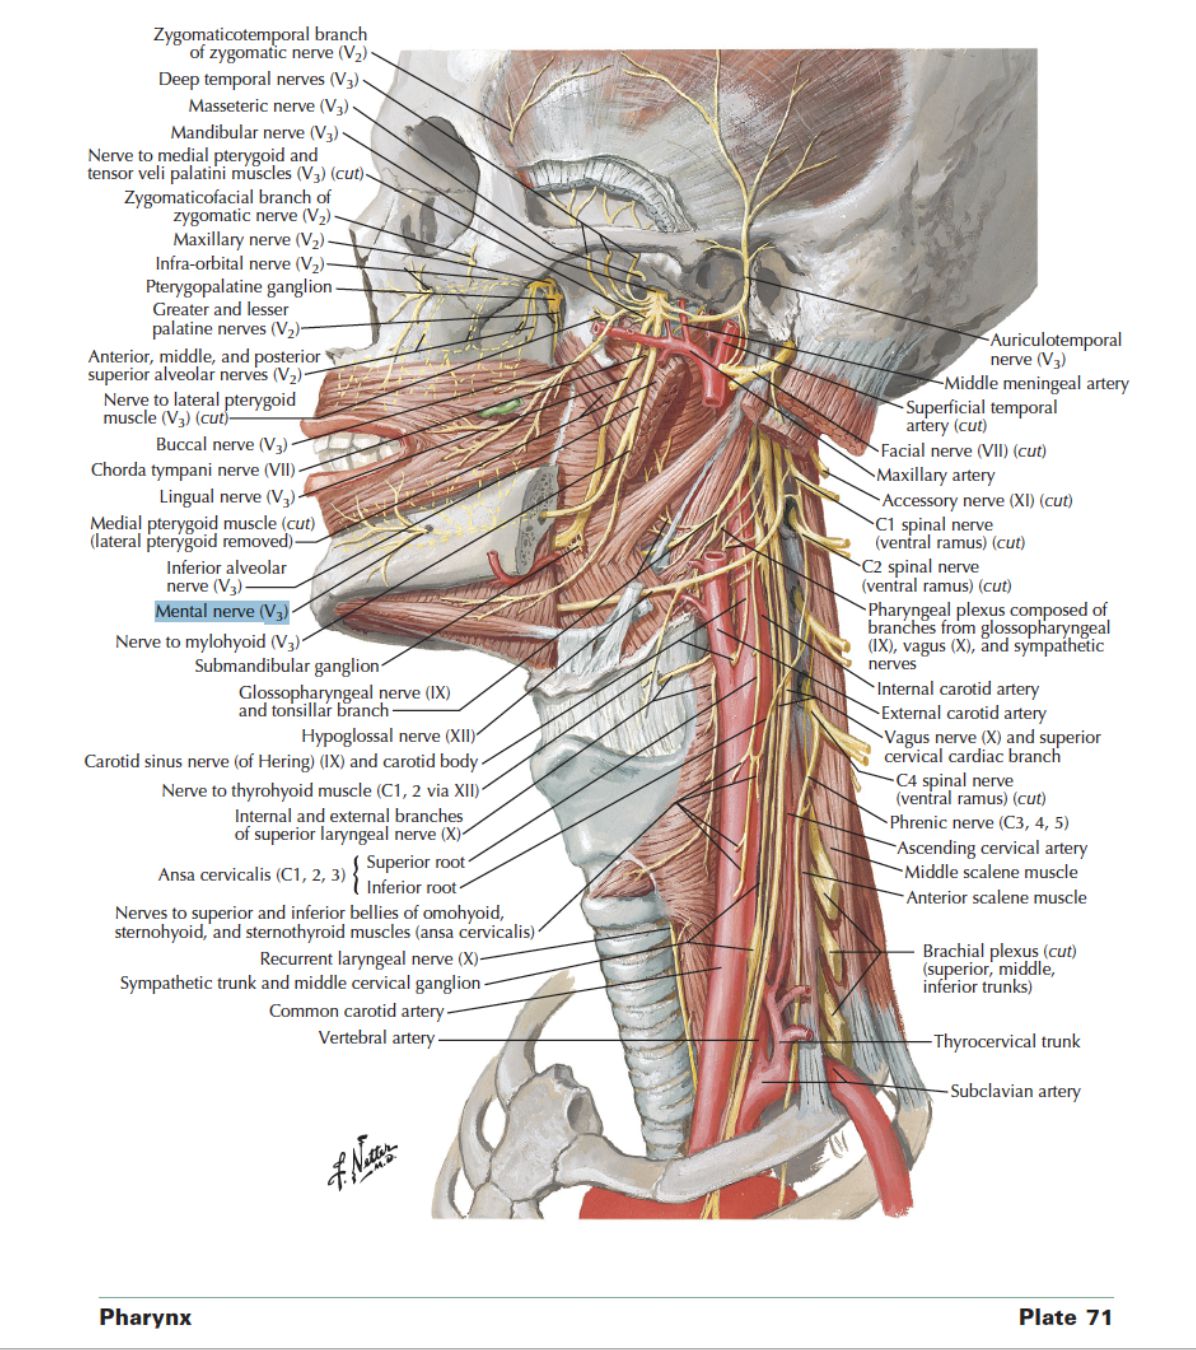 Zygomaticotemporal branch
of zygomatic nerve (V₂)
Deep temporal nerves (V₃)
Masseteric nerve (V₃)
Mandibular nerve (V₃)
Nerve to medial pterygoid and
tensor veli palatini muscles (V₃) (cut)
Zygomaticofacial branch of
zygomatic nerve (V₂)
Maxillary nerve (V₂)
Infra-orbital nerve (V₂)
Pterygopalatine ganglion
Greater and lesser
palatine nerves (V₂)
Anterior, middle, and posterior
superior alveolar nerves (V₂)
Nerve to lateral pterygoid
muscle (V₃) (cut)
Buccal nerve (V₃)
Chorda tympani nerve (VII)
Lingual nerve (V₃)
Medial pterygoid muscle (cut)
(lateral pterygoid removed)
Inferior alveolar
nerve (V₃)
Mental nerve (V₃)
Nerve to mylohyoid (V₃)
Submandibular ganglion
Glossopharyngeal nerve (IX)
and tonsillar branch
Hypoglossal nerve (XII)
Carotid sinus nerve (of Hering) (IX) and carotid body
Nerve to thyrohyoid muscle (C1, 2 via XII)
Internal and external branches
of superior laryngeal nerve (X)
Ansa cervicalis (C1, 2, 3) { Superior root
Inferior root
Nerves to superior and inferior bellies of omohyoid,
sternohyoid, and sternothyroid muscles (ansa cervicalis)
Recurrent laryngeal nerve (X)
Sympathetic trunk and middle cervical ganglion
Common carotid artery
Vertebral artery
Auriculotemporal
nerve (V₃)
Middle meningeal artery
Superficial temporal
artery (cut)
Facial nerve (VII) (cut)
Maxillary artery
Accessory nerve (XI) (cut)
C1 spinal nerve
(ventral ramus) (cut)
C2 spinal nerve
(ventral ramus) (cut)
Pharyngeal plexus composed of
branches from glossopharyngeal
(IX), vagus (X), and sympathetic
nerves
Internal carotid artery
External carotid artery
Vagus nerve (X) and superior
cervical cardiac branch
C4 spinal nerve
(ventral ramus) (cut)
Phrenic nerve (C3, 4, 5)
Ascending cervical artery
Middle scalene muscle
Anterior scalene muscle
Brachial plexus (cut)
(superior, middle,
inferior trunks)
Thyrocervical trunk
Subclavian artery
F. Netter
M.D.
Pharynx
Plate 71